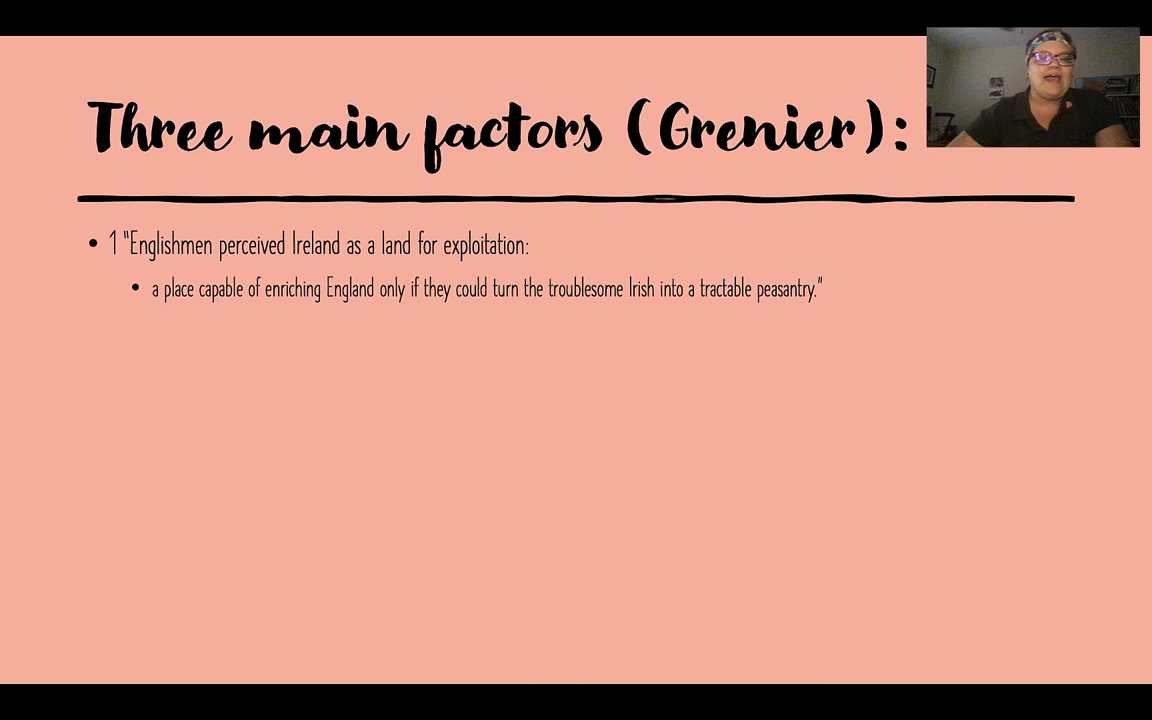 Three main factors (Grenier):
• 1 "Englishmen perceived Ireland as a land for exploitation:
• a place capable of enriching England only if they could turn the troublesome Irish into a tractable peasantry."